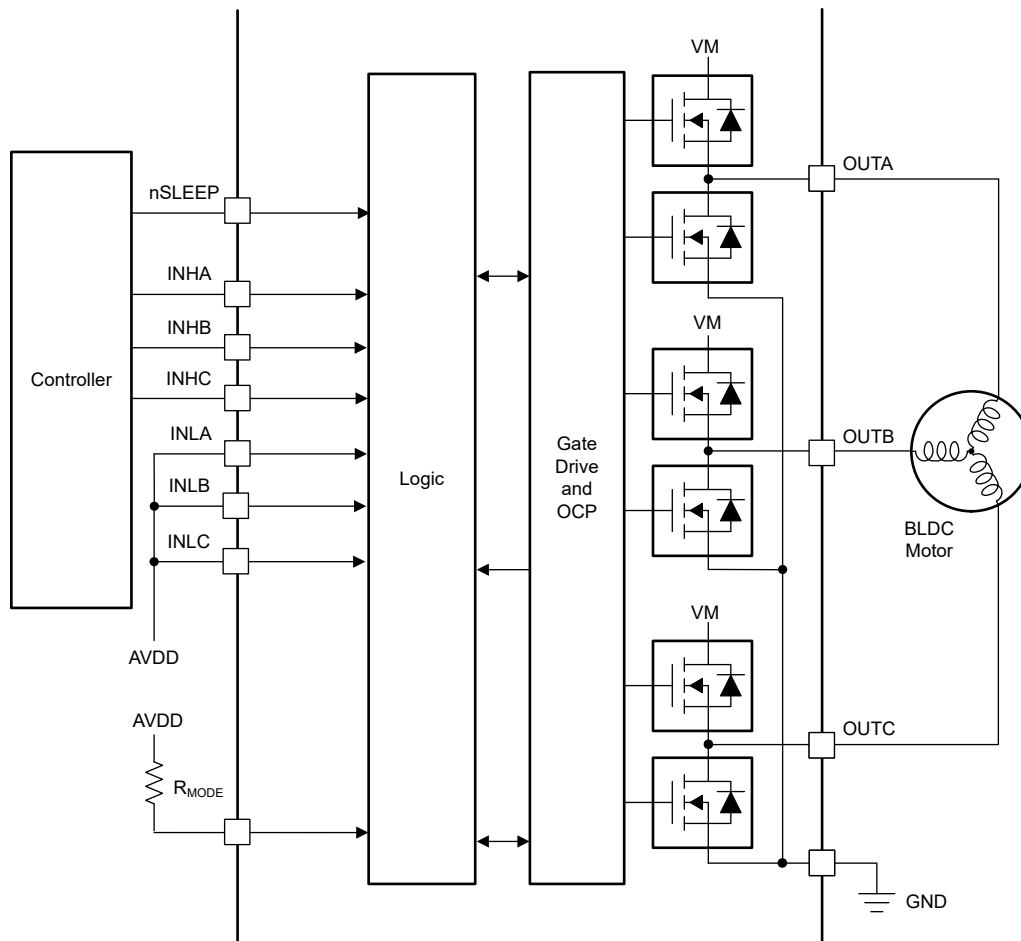 VM
OUTA
nSLEEP
INHA
INHB
VM
Controller
INHC
INLA
OUTB
Logic
Gate
Drive
and
OCP
INLB
BLDC
Motor
INLC
VM
AVDD
AVDD
OUTC
RMODE
GND